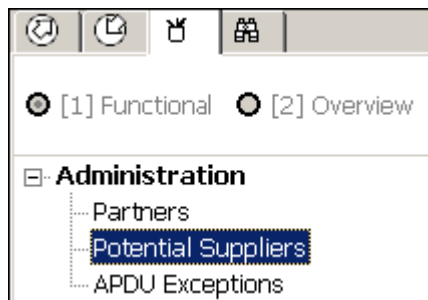 [1] Functional [2] Overview
Administration
Partners
Potential Suppliers
APDU Exceptions